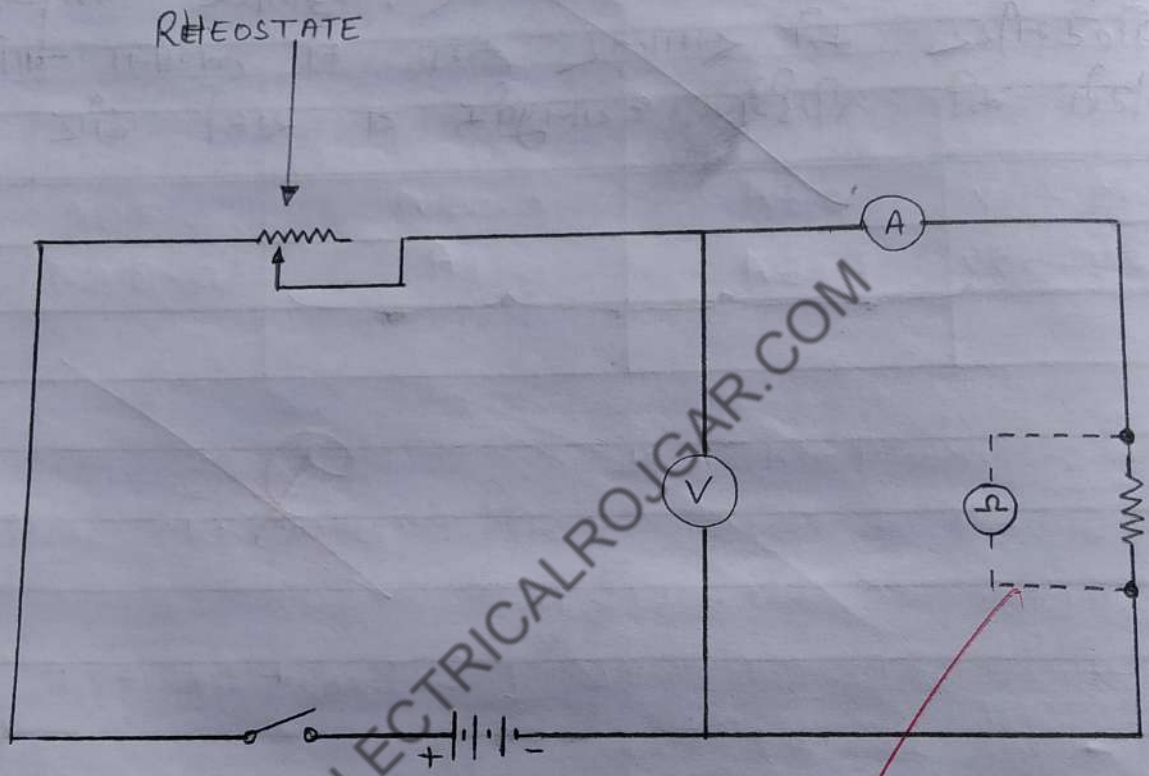 RHEOSTATE
A
V
Ω
+ -
ELECTRICALROJGAR.COM